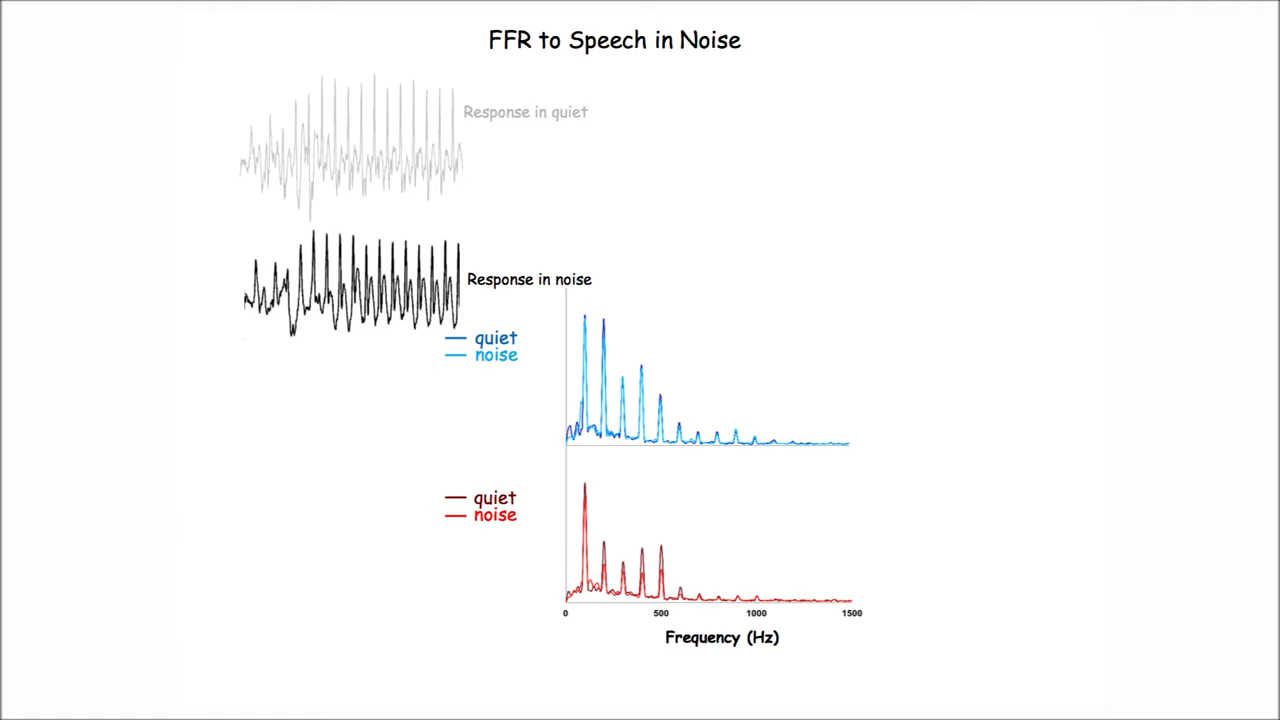 FFR to Speech in Noise
Response in quiet
Response in noise
quiet
noise
quiet
noise
0
500
1000
1500
Frequency (Hz)